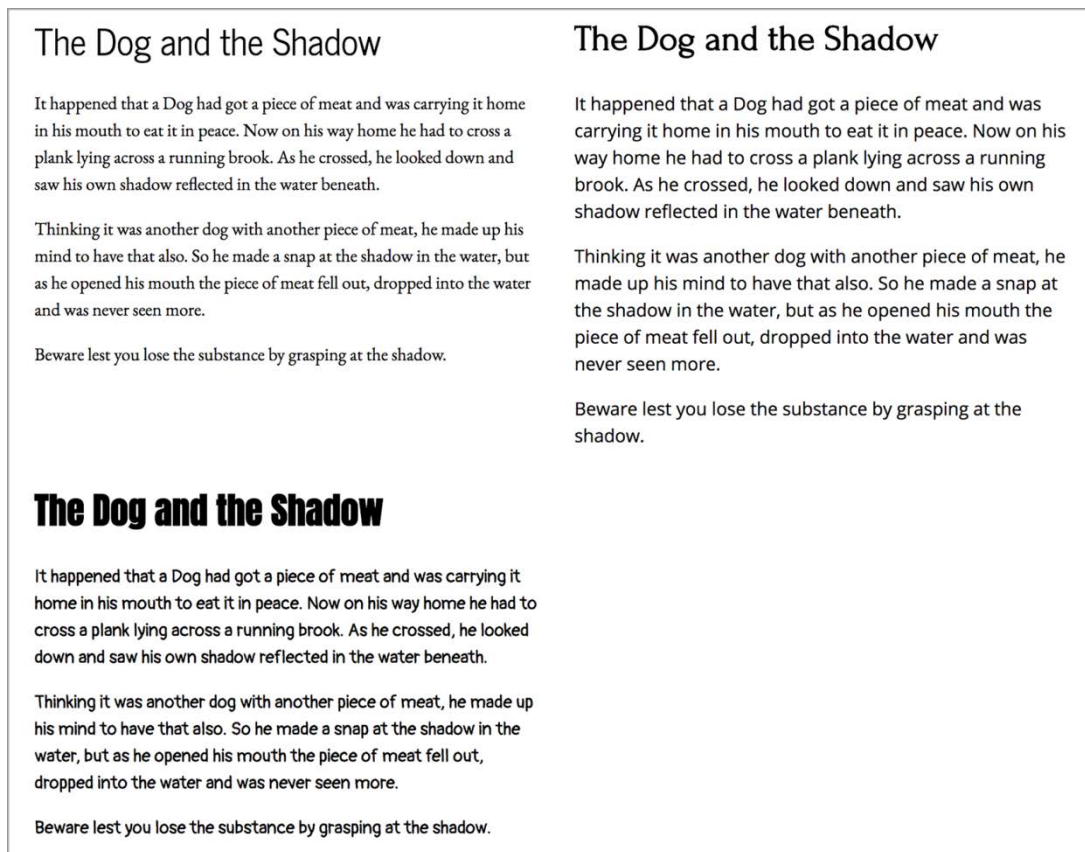 The Dog and the Shadow
It happened that a Dog had got a piece of meat and was carrying it home
in his mouth to eat it in peace. Now on his way home he had to cross a
plank lying across a running brook. As he crossed, he looked down and
saw his own shadow reflected in the water beneath.
Thinking it was another dog with another piece of meat, he made up his
mind to have that also. So he made a snap at the shadow in the water, but
as he opened his mouth the piece of meat fell out, dropped into the water
and was never seen more.
Beware lest you lose the substance by grasping at the shadow.
The Dog and the Shadow
It happened that a Dog had got a piece of meat and was
carrying it home in his mouth to eat it in peace. Now on his
way home he had to cross a plank lying across a running
brook. As he crossed, he looked down and saw his own
shadow reflected in the water beneath.
Thinking it was another dog with another piece of meat, he
made up his mind to have that also. So he made a snap at
the shadow in the water, but as he opened his mouth the
piece of meat fell out, dropped into the water and was
never seen more.
Beware lest you lose the substance by grasping at the
shadow.
The Dog and the Shadow
It happened that a Dog had got a piece of meat and was carrying it
home in his mouth to eat it in peace. Now on his way home he had to
cross a plank lying across a running brook. As he crossed, he looked
down and saw his own shadow reflected in the water beneath.
Thinking it was another dog with another piece of meat, he made up
his mind to have that also. So he made a snap at the shadow in the
water, but as he opened his mouth the piece of meat fell out,
dropped into the water and was never seen more.
Beware lest you lose the substance by grasping at the shadow.